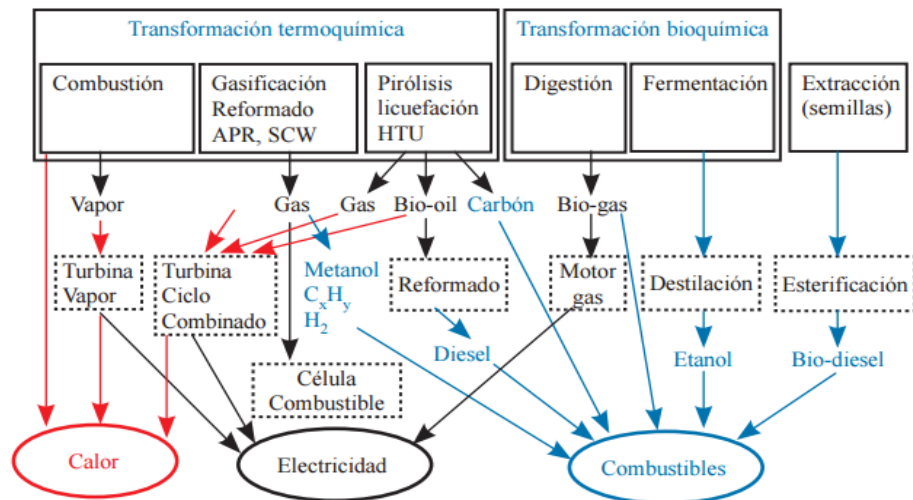 Transformación termoquímica
Transformación bioquímica
Combustión
Gasificación
Reformado
APR, SCW
Pirólisis
licuefación
HTU
Digestión
Fermentación
Extracción
(semillas)
Vapor
Gas
Gas
Bio-oil
Carbón
Bio-gas
Turbina
Vapor
Turbina
Ciclo
Combinado
Metanol
CxHy
H2
Reformado
Motor
gas
Destilación
Esterificación
Diesel
Etanol
Bio-diesel
Célula
Combustible
Calor
Electricidad
Combustibles